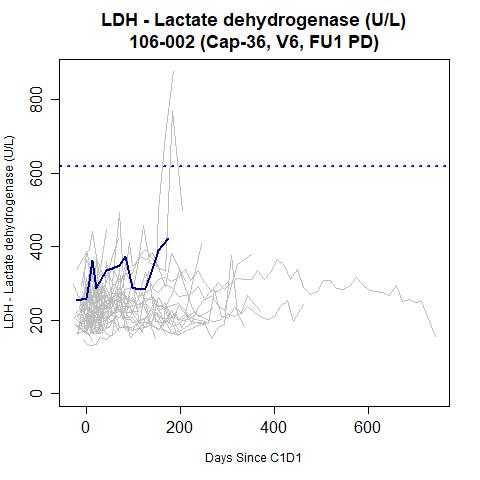 LDH - Lactate dehydrogenase (U/L)
106-002 (Cap-36, V6, FU1 PD)
LDH - Lactate dehydrogenase (U/L)
800
600
400
200
0
0 200 400 600
Days Since C1D1